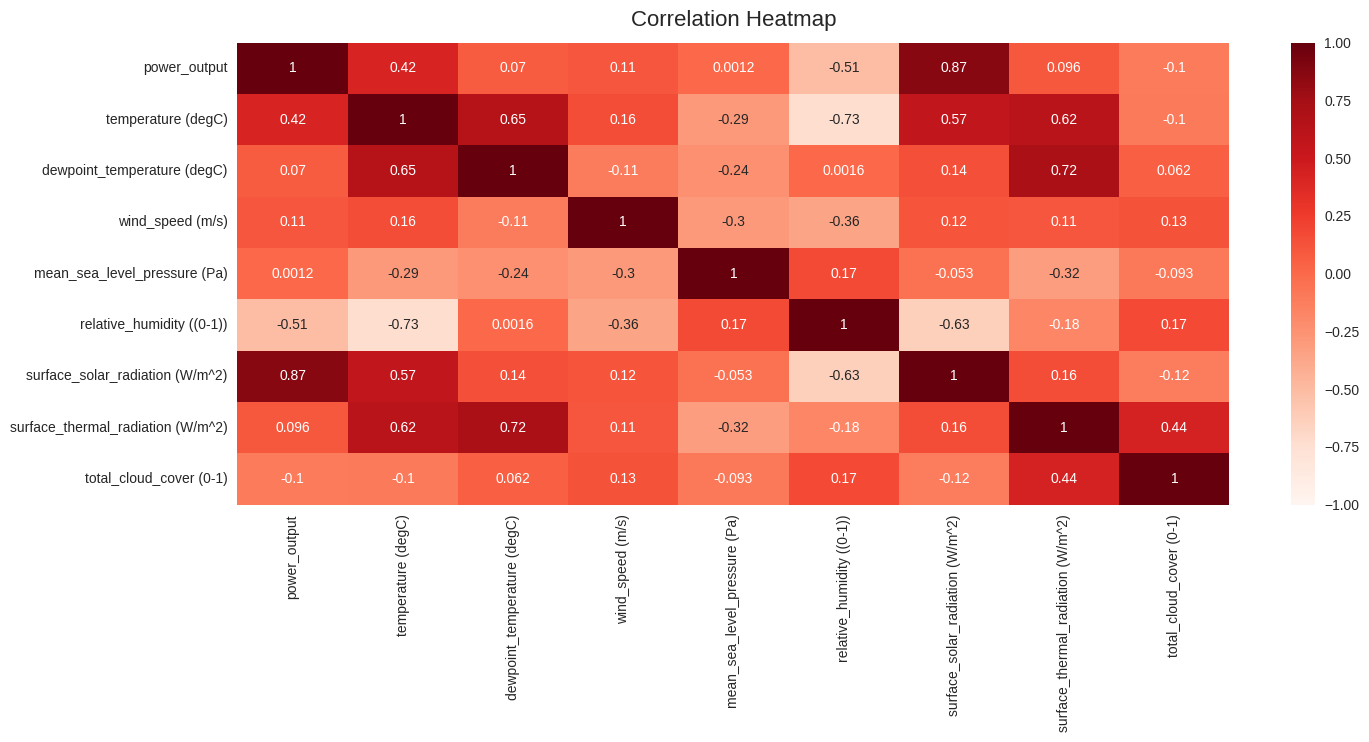 Correlation Heatmap
power_output 1 0.42 0.07 0.11 0.0012 -0.51 0.87 0.096 -0.1
temperature (degC) 0.42 1 0.65 0.16 -0.29 -0.73 0.57 0.62 -0.1
dewpoint_temperature (degC) 0.07 0.65 1 -0.11 -0.24 0.0016 0.14 0.72 0.062
wind_speed (m/s) 0.11 0.16 -0.11 1 -0.3 -0.36 0.12 0.11 0.13
mean_sea_level_pressure (Pa) 0.0012 -0.29 -0.24 -0.3 1 0.17 -0.053 -0.32 -0.093
relative_humidity ((0-1)) -0.51 -0.73 0.0016 -0.36 0.17 1 -0.63 -0.18 0.17
surface_solar_radiation (W/m^2) 0.87 0.57 0.14 0.12 -0.053 -0.63 1 0.16 -0.12
surface_thermal_radiation (W/m^2) 0.096 0.62 0.72 0.11 -0.32 -0.18 0.16 1 0.44
total_cloud_cover (0-1) -0.1 -0.1 0.062 0.13 -0.093 0.17 -0.12 0.44 1
power_output
temperature (degC)
dewpoint_temperature (degC)
wind_speed (m/s)
mean_sea_level_pressure (Pa)
relative_humidity ((0-1))
surface_solar_radiation (W/m^2)
surface_thermal_radiation (W/m^2)
total_cloud_cover (0-1)
1.00
0.75
0.50
0.25
0.00
−0.25
−0.50
−0.75
−1.00